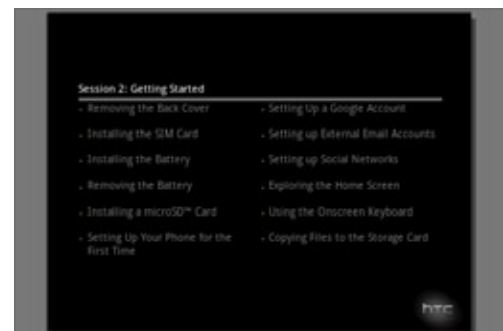 Session 2: Getting Started
- Removing the Back Cover
- Installing the SIM Card
- Installing the Battery
- Removing the Battery
- Installing a microSD™ Card
- Setting Up Your Phone for the
First Time
- Setting Up a Google Account
- Setting up External Email Accounts
- Setting up Social Networks
- Exploring the Home Screen
- Using the Onscreen Keyboard
- Copying Files to the Storage Card
hTC